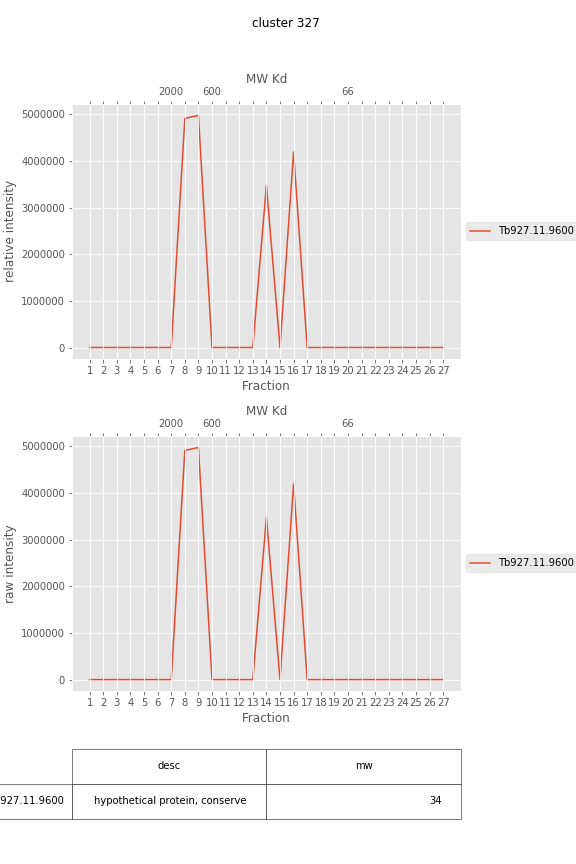 cluster 327
MW Kd
2000 600 66
5000000
4000000
3000000
2000000
1000000
0
relative intensity
Tb927.11.9600
1 2 3 4 5 6 7 8 9 10 11 12 13 14 15 16 17 18 19 20 21 22 23 24 25 26 27
Fraction
MW Kd
2000 600 66
5000000
4000000
3000000
2000000
1000000
0
raw intensity
Tb927.11.9600
1 2 3 4 5 6 7 8 9 10 11 12 13 14 15 16 17 18 19 20 21 22 23 24 25 26 27
Fraction
desc mw
927.11.9600 hypothetical protein, conserve 34